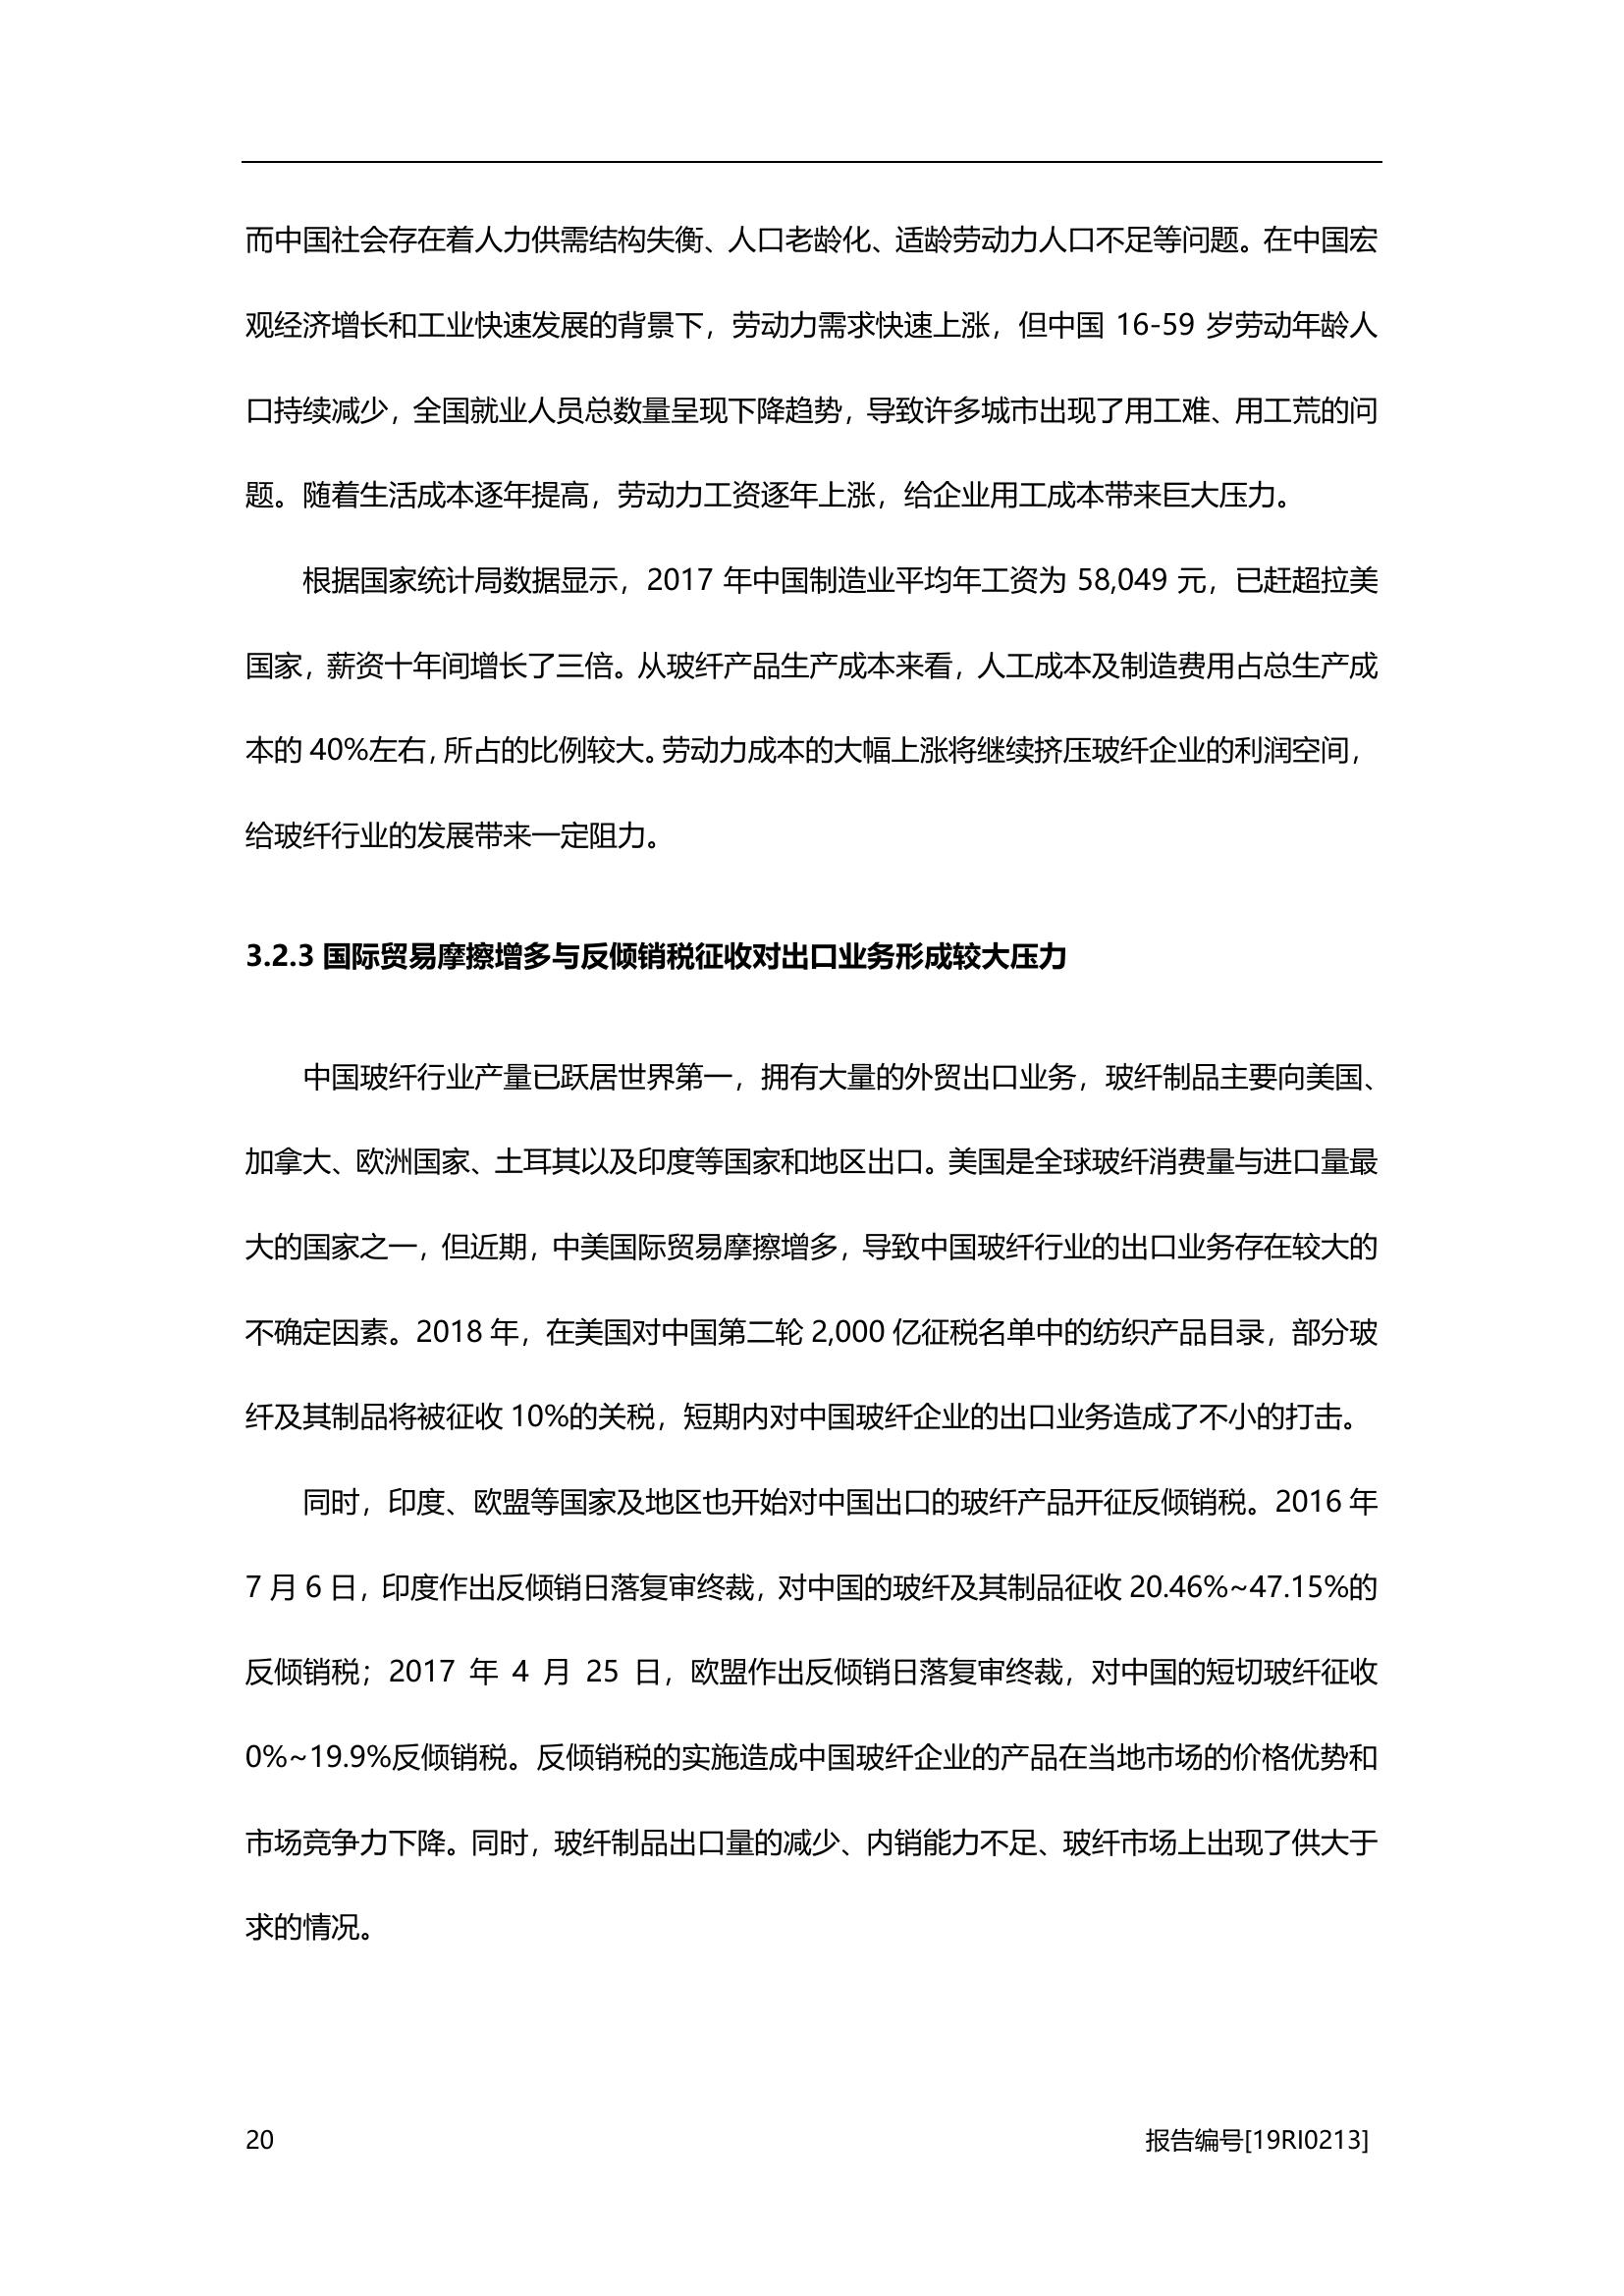 而中国社会存在着人力供需结构失衡、人口老龄化、适龄劳动力人口不足等问题。在中国宏
观经济增长和工业快速发展的背景下，劳动力需求快速上涨，但中国 16-59 岁劳动年龄人
口持续减少，全国就业人员总数量呈现下降趋势，导致许多城市出现了用工难、用工荒的问
题。随着生活成本逐年提高，劳动力工资逐年上涨，给企业用工成本带来巨大压力。
根据国家统计局数据显示，2017 年中国制造业平均年工资为 58,049 元，已赶超拉美
国家，薪资十年间增长了三倍。从玻纤产品生产成本来看，人工成本及制造费用占总生产成
本的 40%左右，所占的比例较大。劳动力成本的大幅上涨将继续挤压玻纤企业的利润空间，
给玻纤行业的发展带来一定阻力。
3.2.3 国际贸易摩擦增多与反倾销税征收对出口业务形成较大压力
中国玻纤行业产量已跃居世界第一，拥有大量的外贸出口业务，玻纤制品主要向美国、
加拿大、欧洲国家、土耳其以及印度等国家和地区出口。美国是全球玻纤消费量与进口量最
大的国家之一，但近期，中美国际贸易摩擦增多，导致中国玻纤行业的出口业务存在较大的
不确定因素。2018 年，在美国对中国第二轮 2,000 亿征税名单中的纺织产品目录，部分玻
纤及其制品将被征收 10%的关税，短期内对中国玻纤企业的出口业务造成了不小的打击。
同时，印度、欧盟等国家及地区也开始对中国出口的玻纤产品开征反倾销税。2016 年
7 月 6 日，印度作出反倾销日落复审终裁，对中国的玻纤及其制品征收 20.46%~47.15%的
反倾销税；2017 年 4 月 25 日，欧盟作出反倾销日落复审终裁，对中国的短切玻纤征收
0%~19.9%反倾销税。反倾销税的实施造成中国玻纤企业的产品在当地市场的价格优势和
市场竞争力下降。同时，玻纤制品出口量的减少、内销能力不足、玻纤市场上出现了供大于
求的情况。
20 报告编号[19RI0213]